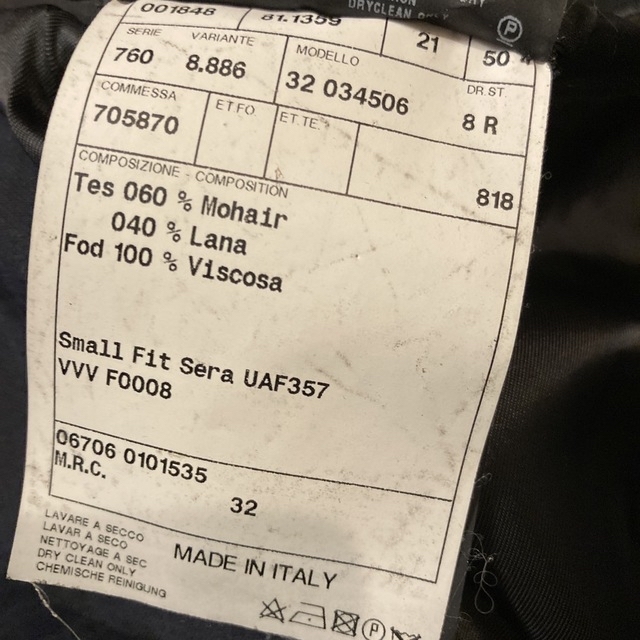 DRYCLEAN ONLY
001848 81.1359
SERIE VARIANTE MODELLO 21 50 4
760 8.886 32 034506 DR.ST
COMMESSA ET.FO ET.TE. 8 R
705870
COMPOSIZIONE - COMPOSITION 818
Tes 060 % Mohair
040 % Lana
Fod 100 % Viscosa
Small Fit Sera UAF357
VVV F0008
06706 0101535
M.R.C. 32
LAVARE A SECCO
LAVAR A SECO
NETTOYAGE A SEC
DRY CLEAN ONLY
CHEMISCHE REINIGUNG
MADE IN ITALY
P
P